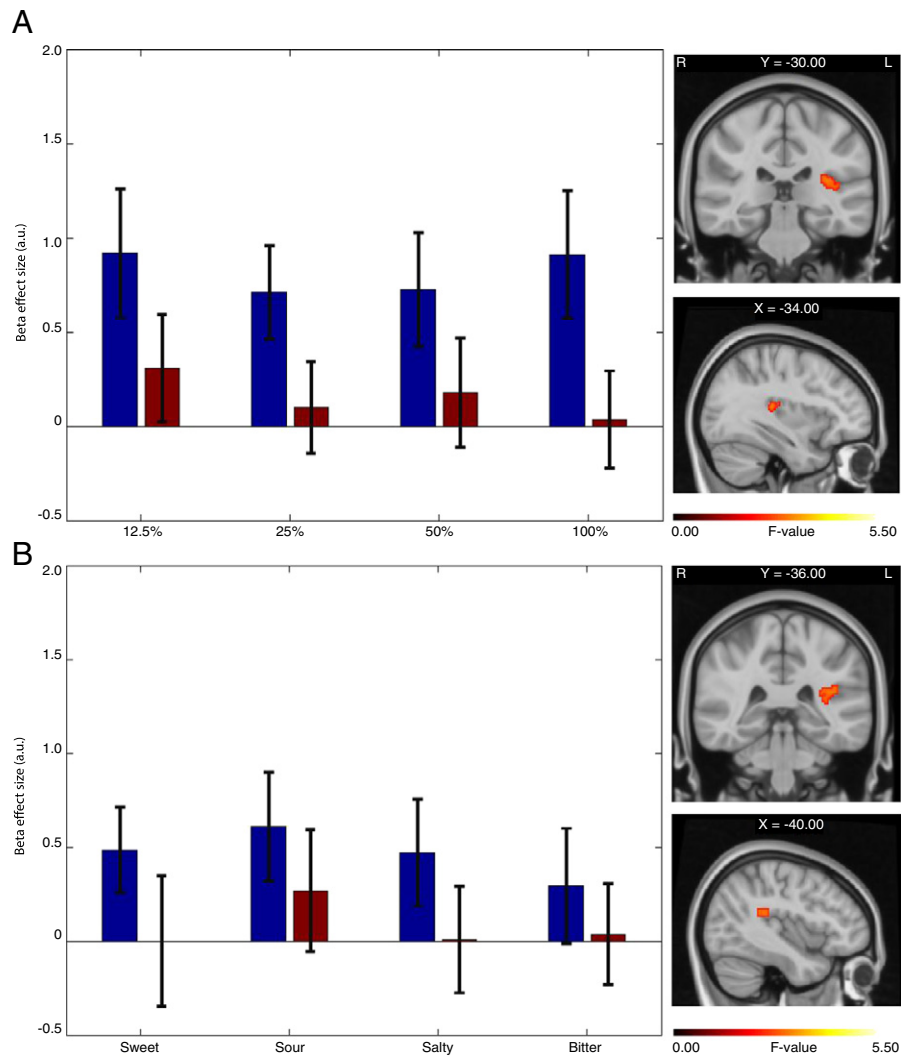 A
2.0
1.5
1.0
0.5
0
-0.5
Beta effect size (a.u.)
12.5% 25% 50% 100%
R Y = -30.00 L
X = -34.00
0.00 F-value 5.50
B
2.0
1.5
1.0
0.5
0
-0.5
Beta effect size (a.u.)
Sweet Sour Salty Bitter
R Y = -36.00 L
X = -40.00
0.00 F-value 5.50